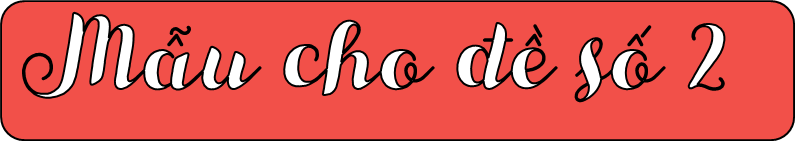 Mẫu cho đề số 2